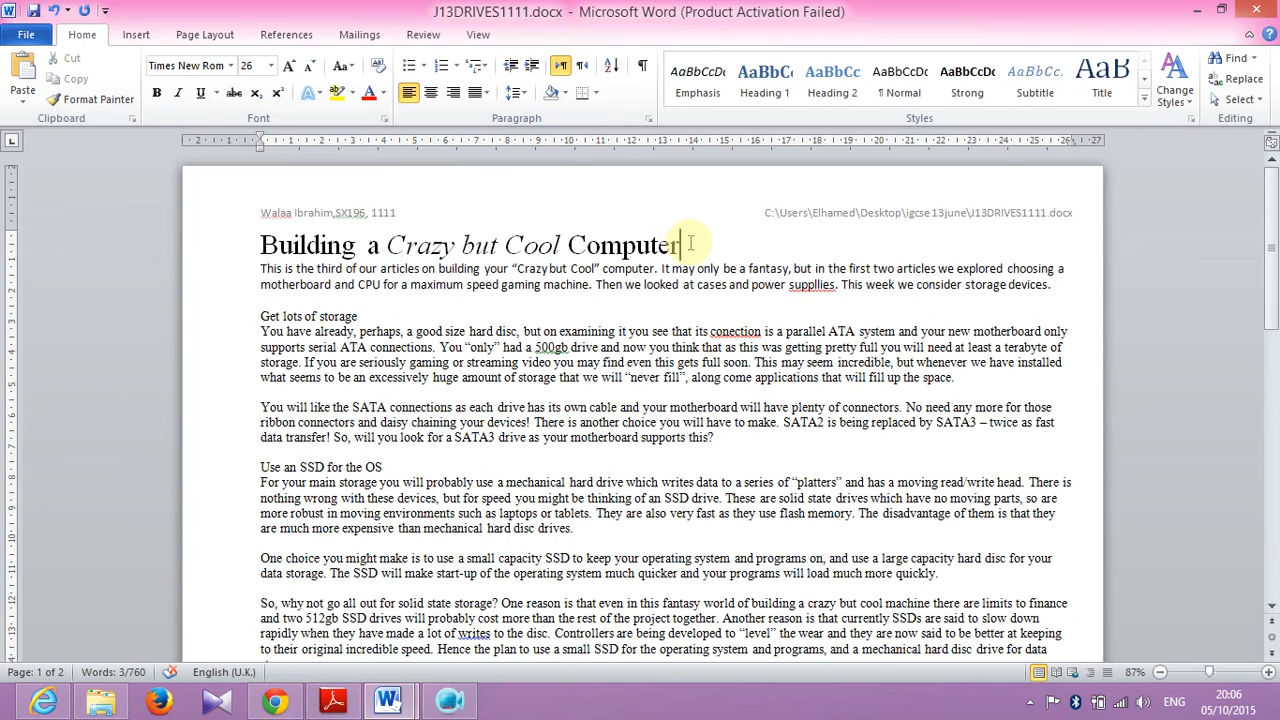 J13DRIVES1111.docx - Microsoft Word (Product Activation Failed)
File Home Insert Page Layout References Mailings Review View
Paste
Cut
Copy
Format Painter
Clipboard
Times New Rom 26
Font
Paragraph
AaBbCcDc AaBbC AaBbCc AaBbCcDc AaBbCcDc AaBbCc. AaB
Emphasis Heading 1 Heading 2 ¶ Normal Strong Subtitle Title
Change Styles
Styles
Find
Replace
Select
Editing
Walaa Ibrahim,SX196, 1111 C:\Users\Elhamed\Desktop\igcse 13june\J13DRIVES1111.docx
Building a Crazy but Cool Computer
This is the third of our articles on building your “Crazy but Cool” computer. It may only be a fantasy, but in the first two articles we explored choosing a
motherboard and CPU for a maximum speed gaming machine. Then we looked at cases and power suppllies. This week we consider storage devices.
Get lots of storage
You have already, perhaps, a good size hard disc, but on examining it you see that its conection is a parallel ATA system and your new motherboard only
supports serial ATA connections. You “only” had a 500gb drive and now you think that as this was getting pretty full you will need at least a terabyte of
storage. If you are seriously gaming or streaming video you may find even this gets full soon. This may seem incredible, but whenever we have installed
what seems to be an excessively huge amount of storage that we will “never fill”, along come applications that will fill up the space.
You will like the SATA connections as each drive has its own cable and your motherboard will have plenty of connectors. No need any more for those
ribbon connectors and daisy chaining your devices! There is another choice you will have to make. SATA2 is being replaced by SATA3 – twice as fast
data transfer! So, will you look for a SATA3 drive as your motherboard supports this?
Use an SSD for the OS
For your main storage you will probably use a mechanical hard drive which writes data to a series of “platters” and has a moving read/write head. There is
nothing wrong with these devices, but for speed you might be thinking of an SSD drive. These are solid state drives which have no moving parts, so are
more robust in moving environments such as laptops or tablets. They are also very fast as they use flash memory. The disadvantage of them is that they
are much more expensive than mechanical hard disc drives.
One choice you might make is to use a small capacity SSD to keep your operating system and programs on, and use a large capacity hard disc for your
data storage. The SSD will make start-up of the operating system much quicker and your programs will load much more quickly.
So, why not go all out for solid state storage? One reason is that even in this fantasy world of building a crazy but cool machine there are limits to finance
and two 512gb SSD drives will probably cost more than the rest of the project together. Another reason is that currently SSDs are said to slow down
rapidly when they have made a lot of writes to the disc. Controllers are being developed to “level” the wear and they are now said to be better at keeping
to their original incredible speed. Hence the plan to use a small SSD for the operating system and programs, and a mechanical hard disc drive for data
Page: 1 of 2 Words: 3/760 English (U.K.) 87%
ENG
20:06
05/10/2015